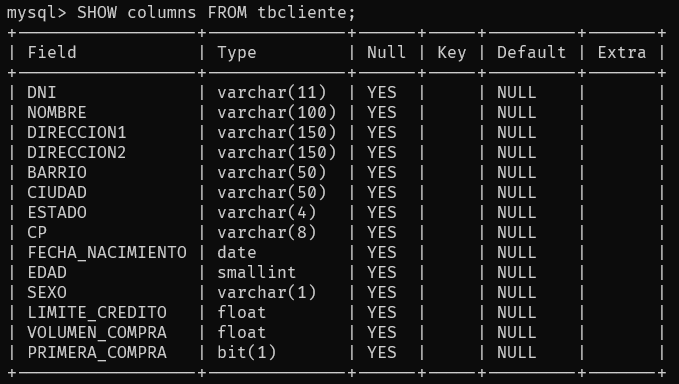 mysql> SHOW columns FROM tbcliente;
+------------------+--------------+------+-----+---------+-------+
| Field            | Type         | Null | Key | Default | Extra |
+------------------+--------------+------+-----+---------+-------+
| DNI              | varchar(11)  | YES  |     | NULL    |       |
| NOMBRE           | varchar(100) | YES  |     | NULL    |       |
| DIRECCION1       | varchar(150) | YES  |     | NULL    |       |
| DIRECCION2       | varchar(150) | YES  |     | NULL    |       |
| BARRIO           | varchar(50)  | YES  |     | NULL    |       |
| CIUDAD           | varchar(50)  | YES  |     | NULL    |       |
| ESTADO           | varchar(4)   | YES  |     | NULL    |       |
| CP               | varchar(8)   | YES  |     | NULL    |       |
| FECHA_NACIMIENTO | date         | YES  |     | NULL    |       |
| EDAD             | smallint     | YES  |     | NULL    |       |
| SEXO             | varchar(1)   | YES  |     | NULL    |       |
| LIMITE_CREDITO   | float        | YES  |     | NULL    |       |
| VOLUMEN_COMPRA   | float        | YES  |     | NULL    |       |
| PRIMERA_COMPRA   | bit(1)       | YES  |     | NULL    |       |
+------------------+--------------+------+-----+---------+-------+